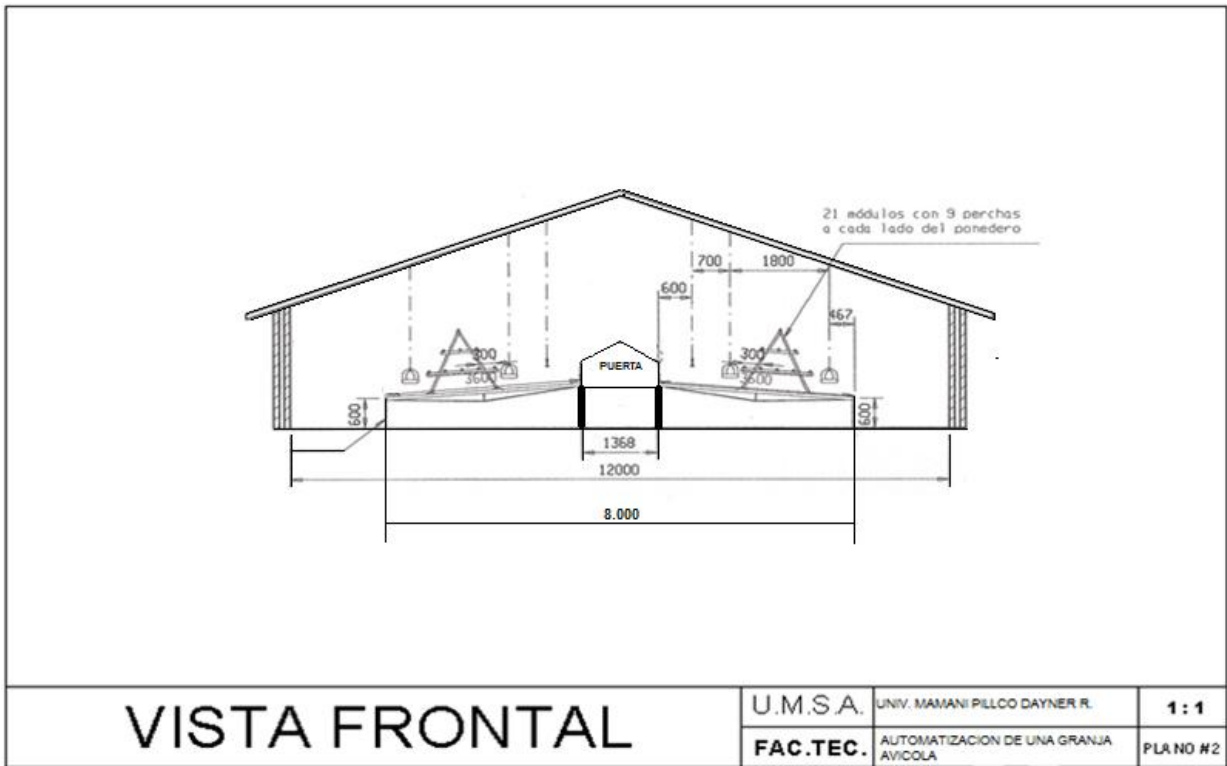 21 módulos con 9 perchas
a cada lado del ponedero
700
1800
600
467
300
PUERTA
300
3600
3600
600
600
1368
12000
8.000
VISTA FRONTAL
U.M.S.A.
UNIV. MAMANI PILLCO DAYNER R.
1:1
FAC.TEC.
AUTOMATIZACION DE UNA GRANJA
AVICOLA
PLANO #2